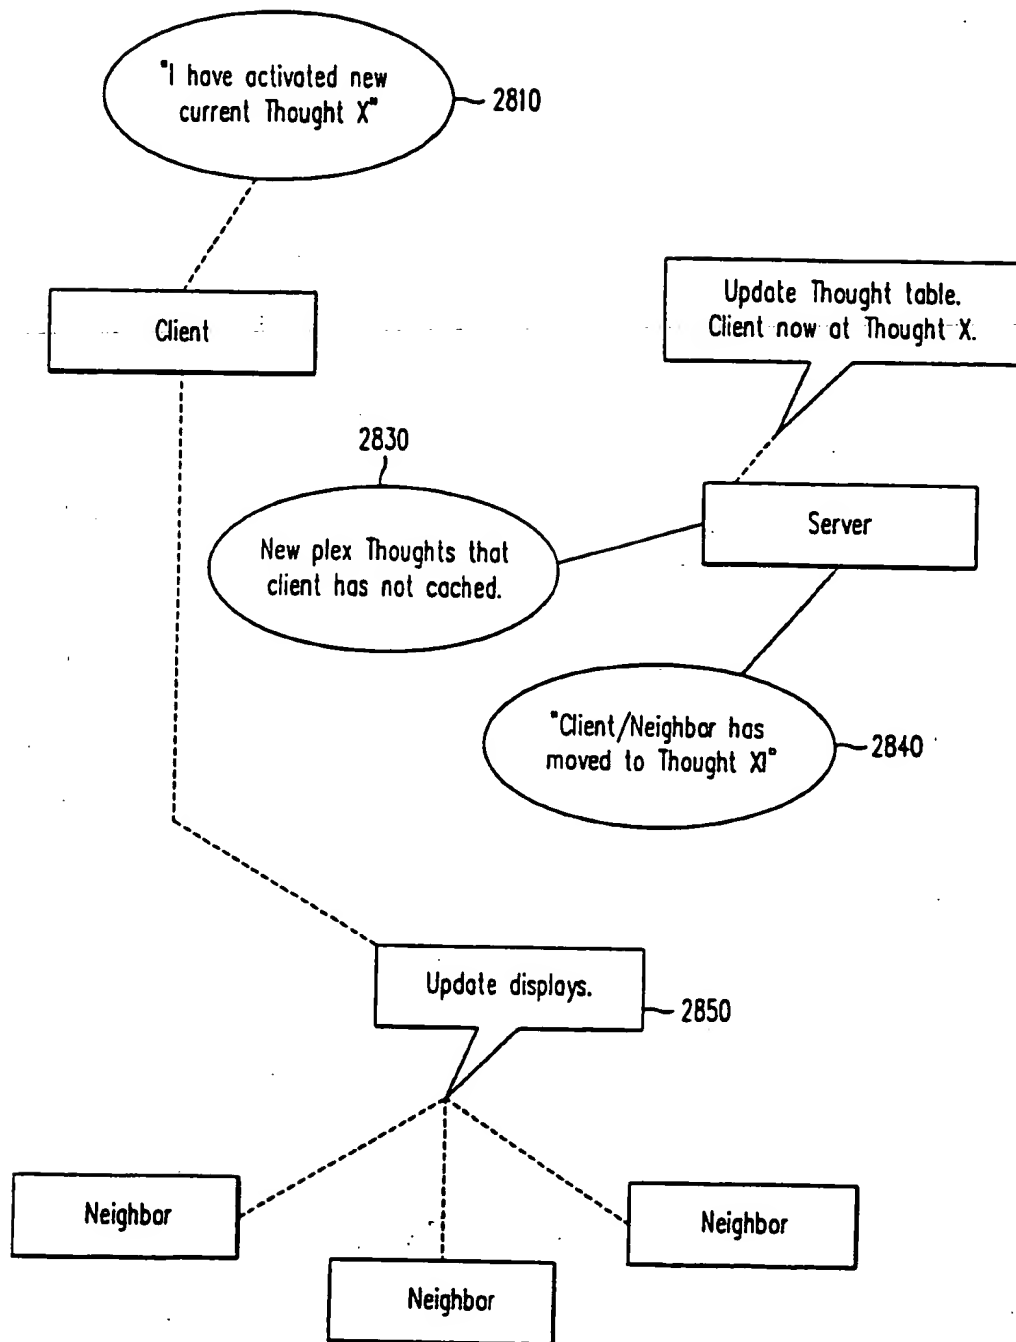 "I have activated new
current Thought X"
2810
Client
Update Thought table.
Client now at Thought X.
2830
New plex Thoughts that
client has not cached.
Server
"Client/Neighbor has
moved to Thought X!"
2840
Update displays.
2850
Neighbor
Neighbor
Neighbor